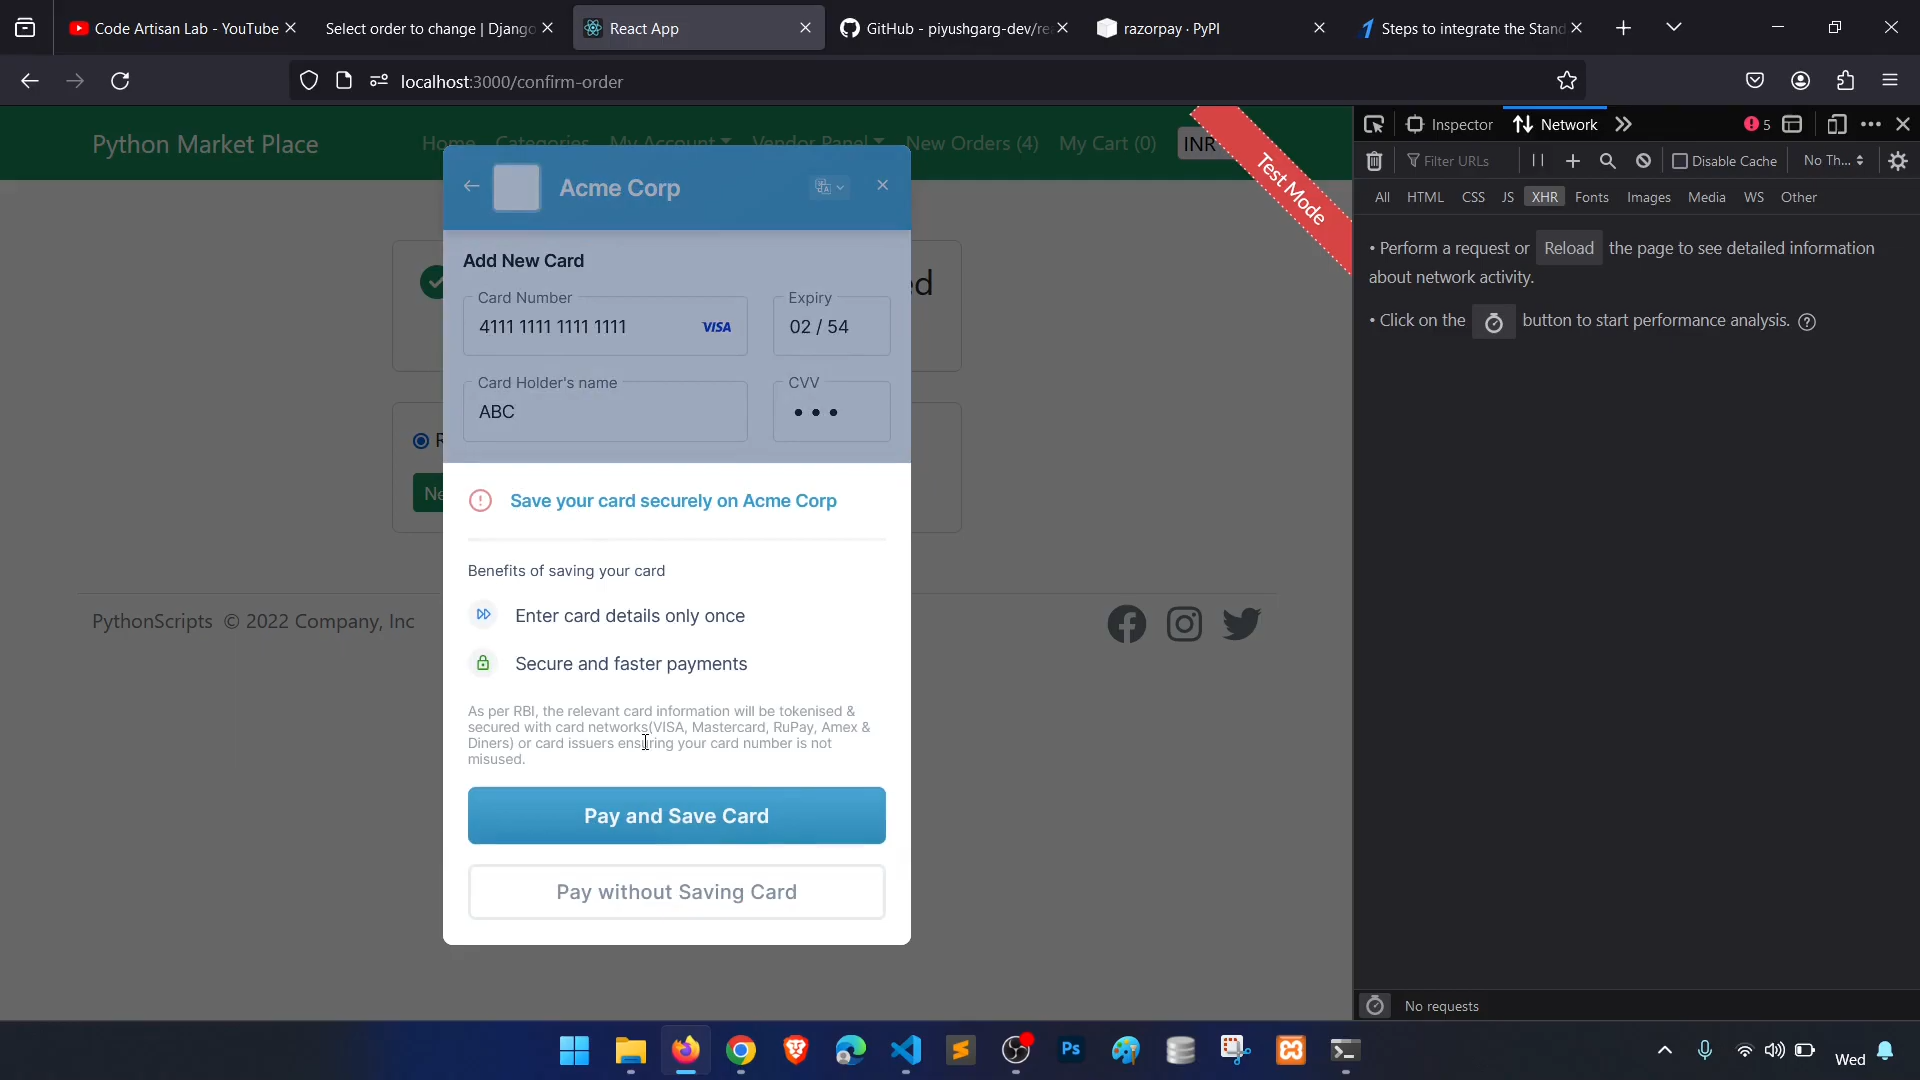 Code Artisan Lab - YouTube
Select order to change | Django
React App
GitHub - piyushgarg-dev/re
razorpay · PyPI
Steps to integrate the Stand
localhost:3000/confirm-order
Python Market Place
Home
Categories
My Account
Vendor Panel
New Orders (4)
My Cart (0)
INR
Test Mode
Acme Corp
Add New Card
Card Number
4111 1111 1111 1111
VISA
Expiry
02 / 54
Card Holder's name
ABC
CVV
• • •
ed
R
Ne
Save your card securely on Acme Corp
Benefits of saving your card
Enter card details only once
Secure and faster payments
As per RBI, the relevant card information will be tokenised &
secured with card networks(VISA, Mastercard, RuPay, Amex &
Diners) or card issuers ensuring your card number is not
misused.
Pay and Save Card
Pay without Saving Card
PythonScripts © 2022 Company, Inc
Inspector
Network
5
Filter URLs
Disable Cache
No Th...
All HTML CSS JS XHR Fonts Images Media WS Other
• Perform a request or Reload the page to see detailed information
about network activity.
• Click on the button to start performance analysis.
No requests
Ps
Wed